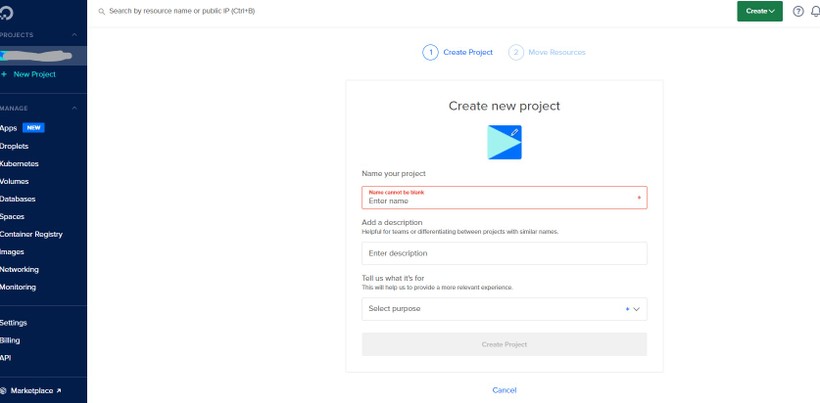 Search by resource name or public IP (Ctrl+B)
Create
?
PROJECTS
+ New Project
MANAGE
Apps NEW
Droplets
Kubernetes
Volumes
Databases
Spaces
Container Registry
Images
Networking
Monitoring
Settings
Billing
API
Marketplace ↗
1 Create Project 2 Move Resources
Create new project
Name your project
Name cannot be blank
Enter name *
Add a description
Helpful for teams or differentiating between projects with similar names.
Enter description
Tell us what it's for
This will help us to provide a more relevant experience.
Select purpose *
Create Project
Cancel